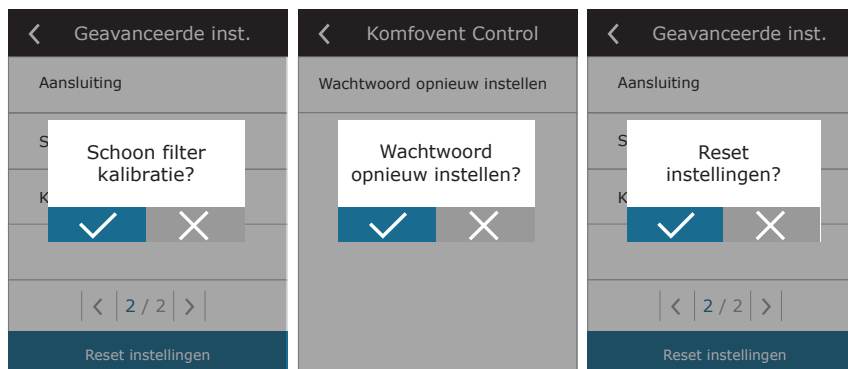 Geavanceerde inst.
Aansluiting
S
Schoon filter
kalibratie?
K
2 / 2
Reset instellingen
Komfovent Control
Wachtwoord opnieuw instellen
Wachtwoord
opnieuw instellen?
Geavanceerde inst.
Aansluiting
S
Reset
instellingen?
K
2 / 2
Reset instellingen